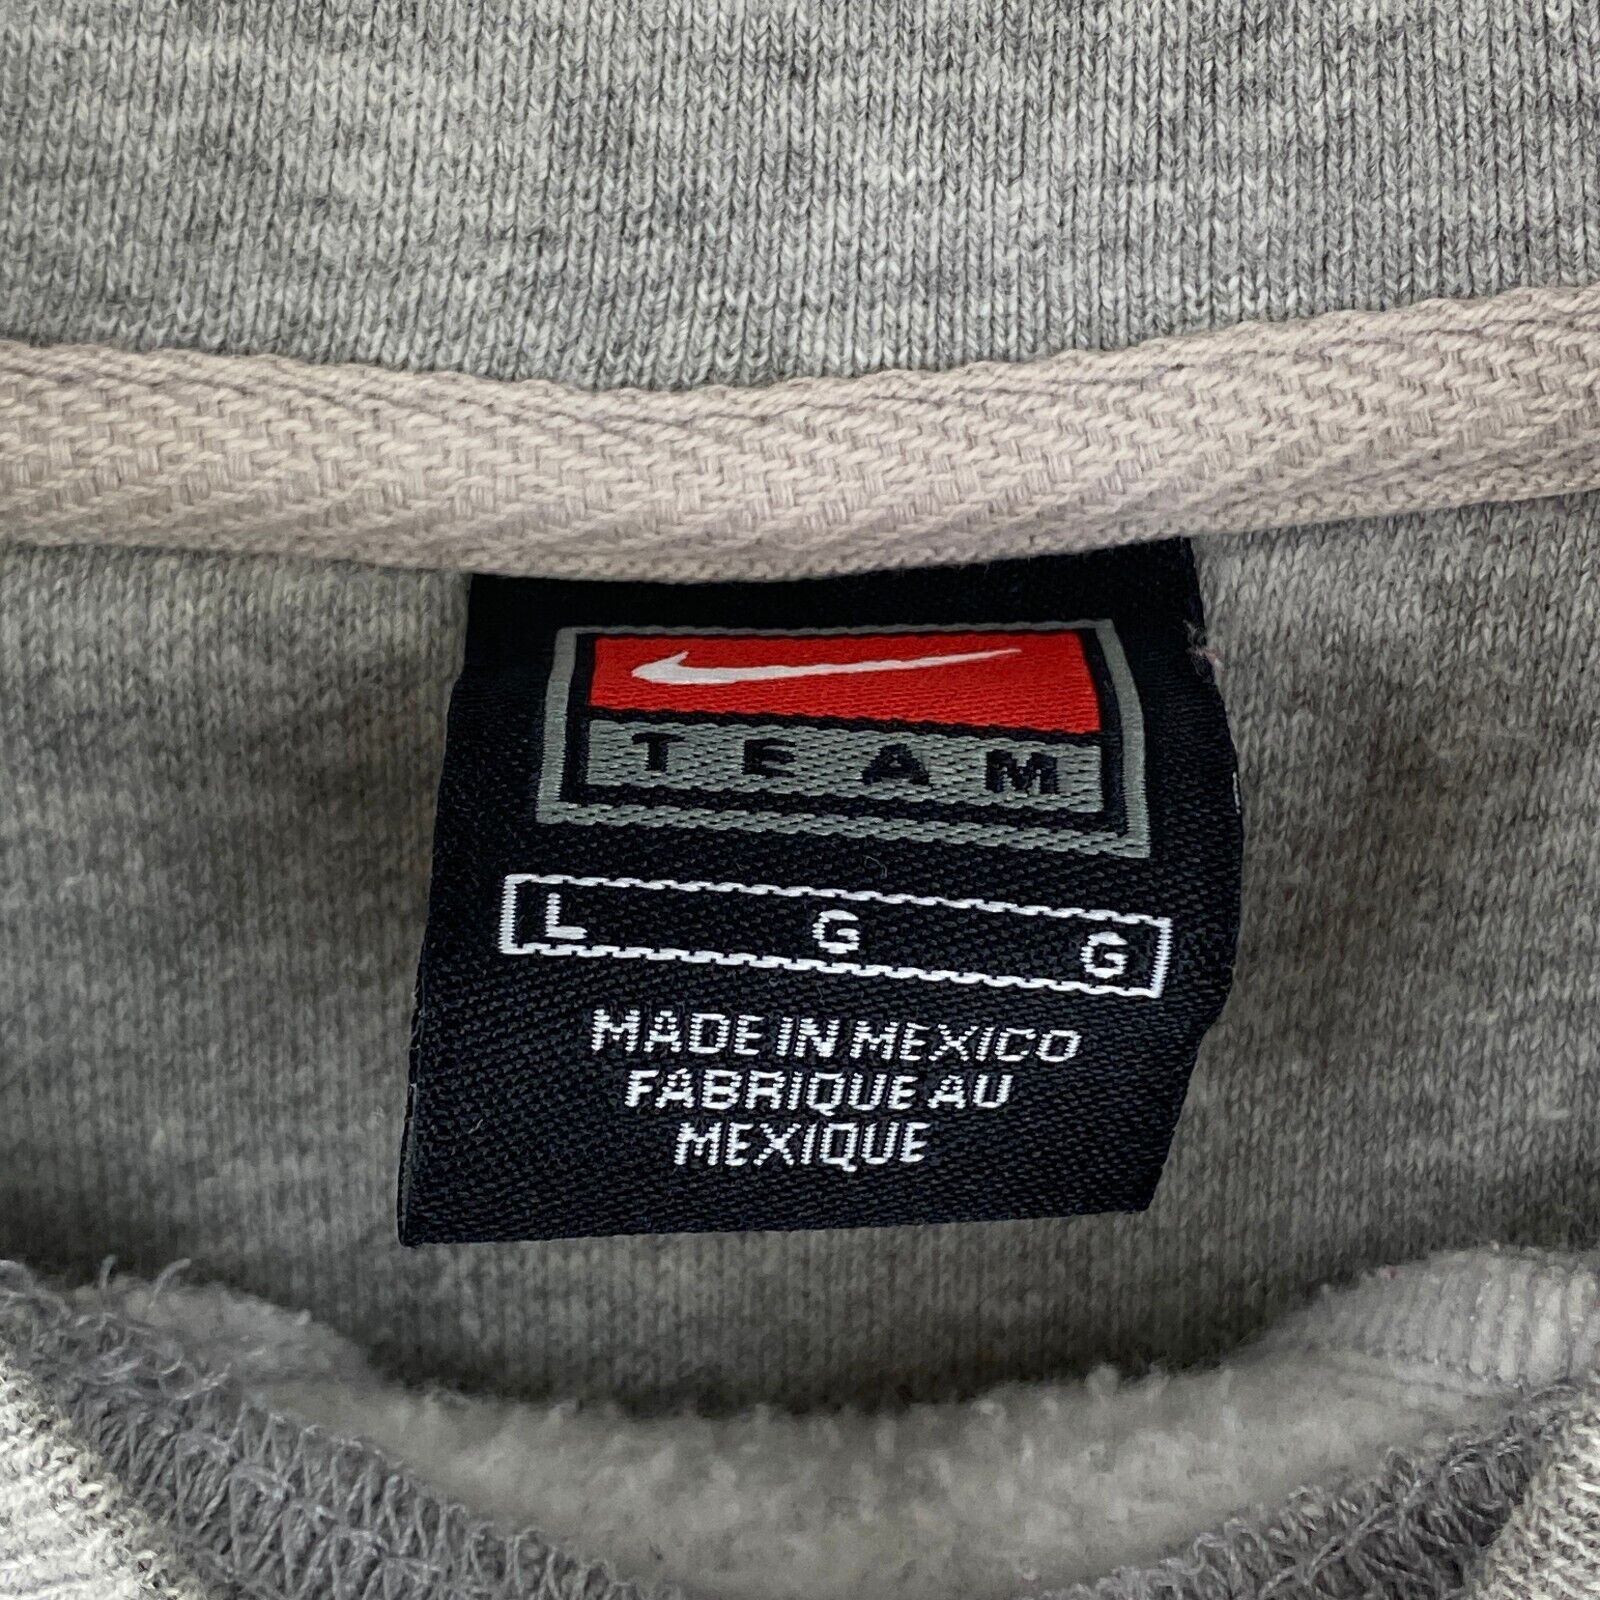 TEAM
L G G
MADE IN MEXICO
FABRIQUE AU
MEXIQUE